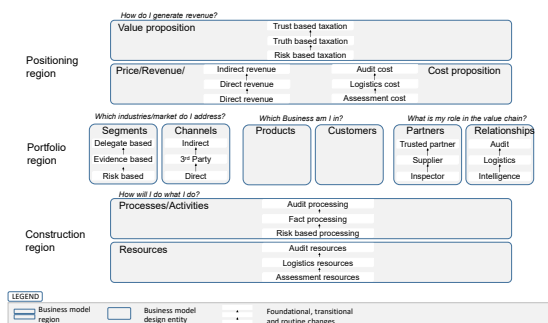 How do I generate revenue?
Value proposition
Trust based taxation
Truth based taxation
Risk based taxation
Positioning
region
Price/Revenue/
Indirect revenue
Direct revenue
Direct revenue
Audit cost
Logistics cost
Assessment cost
Cost proposition
Which industries/market do I address?
Which Business am I in?
What is my role in the value chain?
Portfolio
region
Segments
Delegate based
Evidence based
Risk based
Channels
Indirect
3rd Party
Direct
Products
Customers
Partners
Trusted partner
Supplier
Inspector
Relationships
Audit
Logistics
Intelligence
How will I do what I do?
Construction
region
Processes/Activities
Audit processing
Fact processing
Risk based processing
Resources
Audit resources
Logistics resources
Assessment resources
LEGEND
Business model
region
Business model
design entity
Foundational, transitional
and routine changes